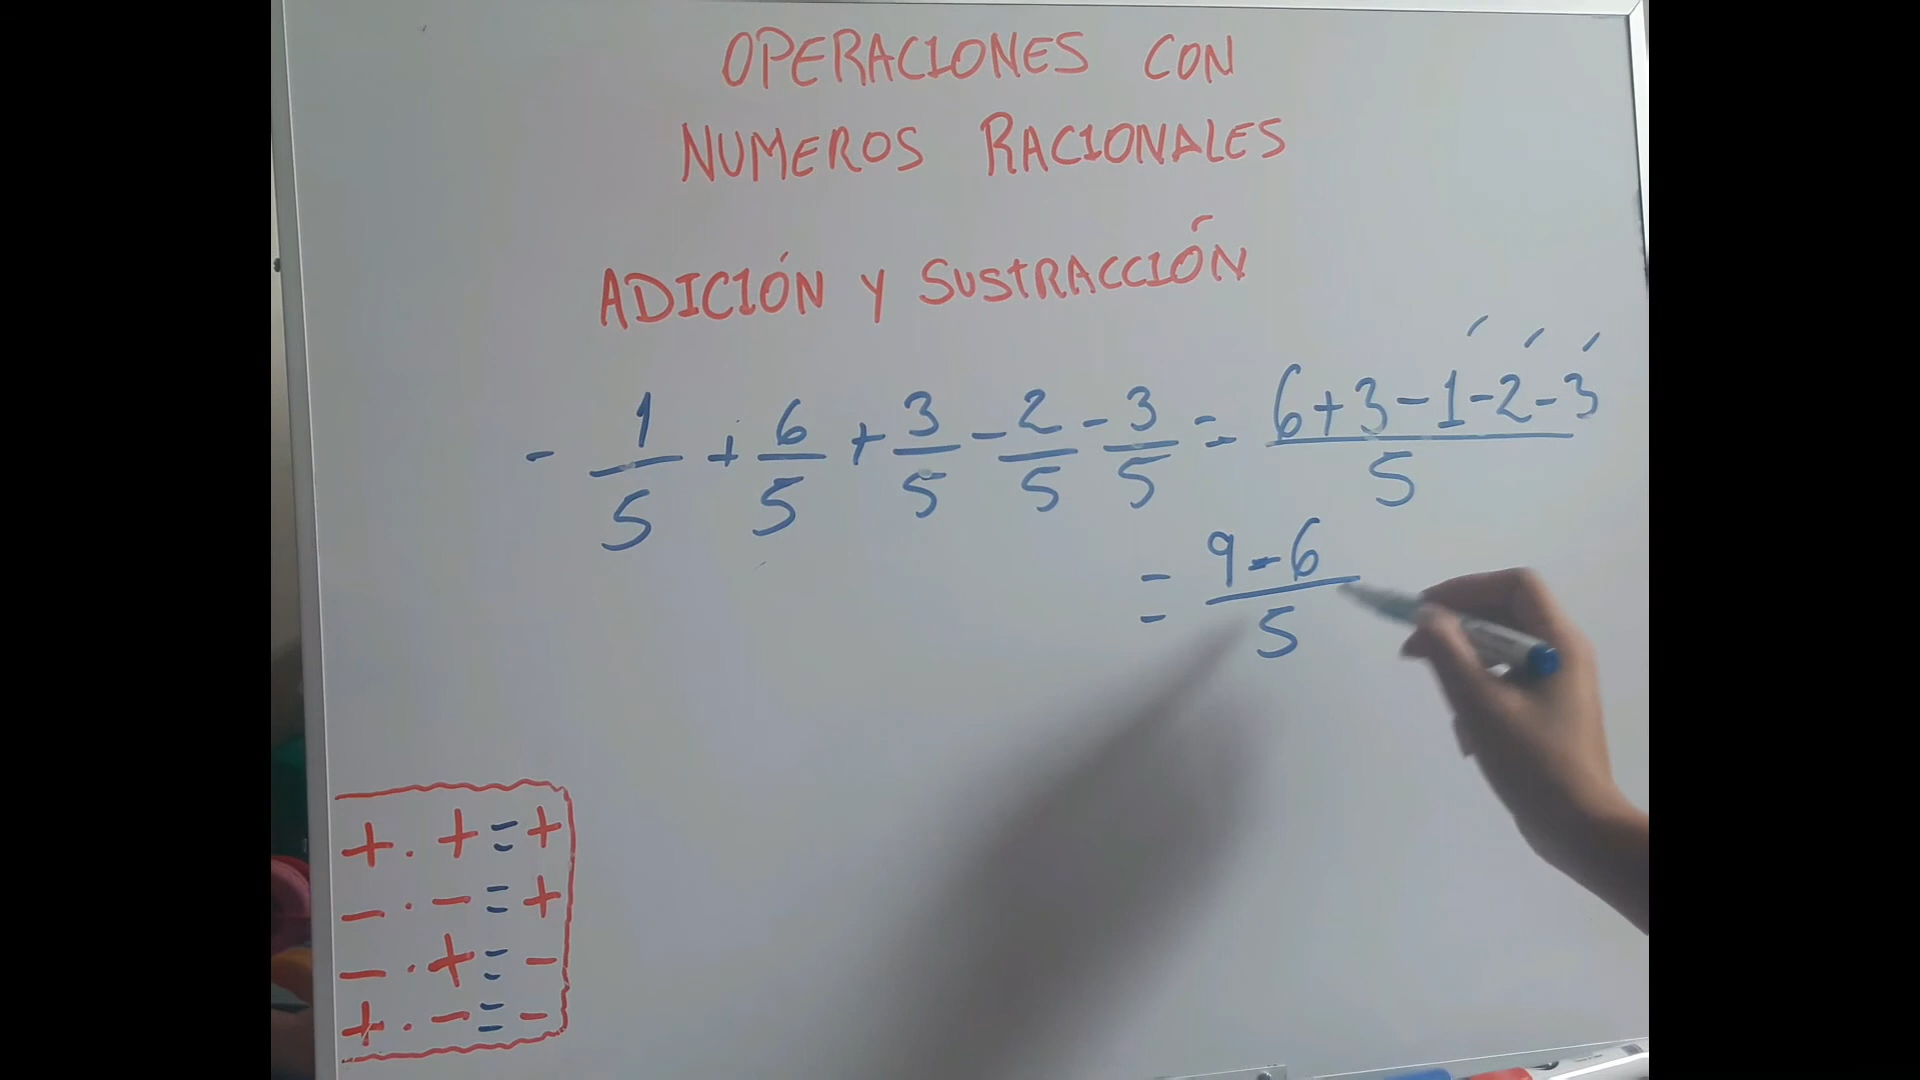 OPERACIONES CON
NUMEROS RACIONALES
ADICIÓN Y SUSTRACCIÓN
- 1/5 + 6/5 + 3/5 - 2/5 - 3/5 = 6+3-1-2-3/5
= 9-6/5
+ . + = +
- . - = +
- . + = -
+ . - = -